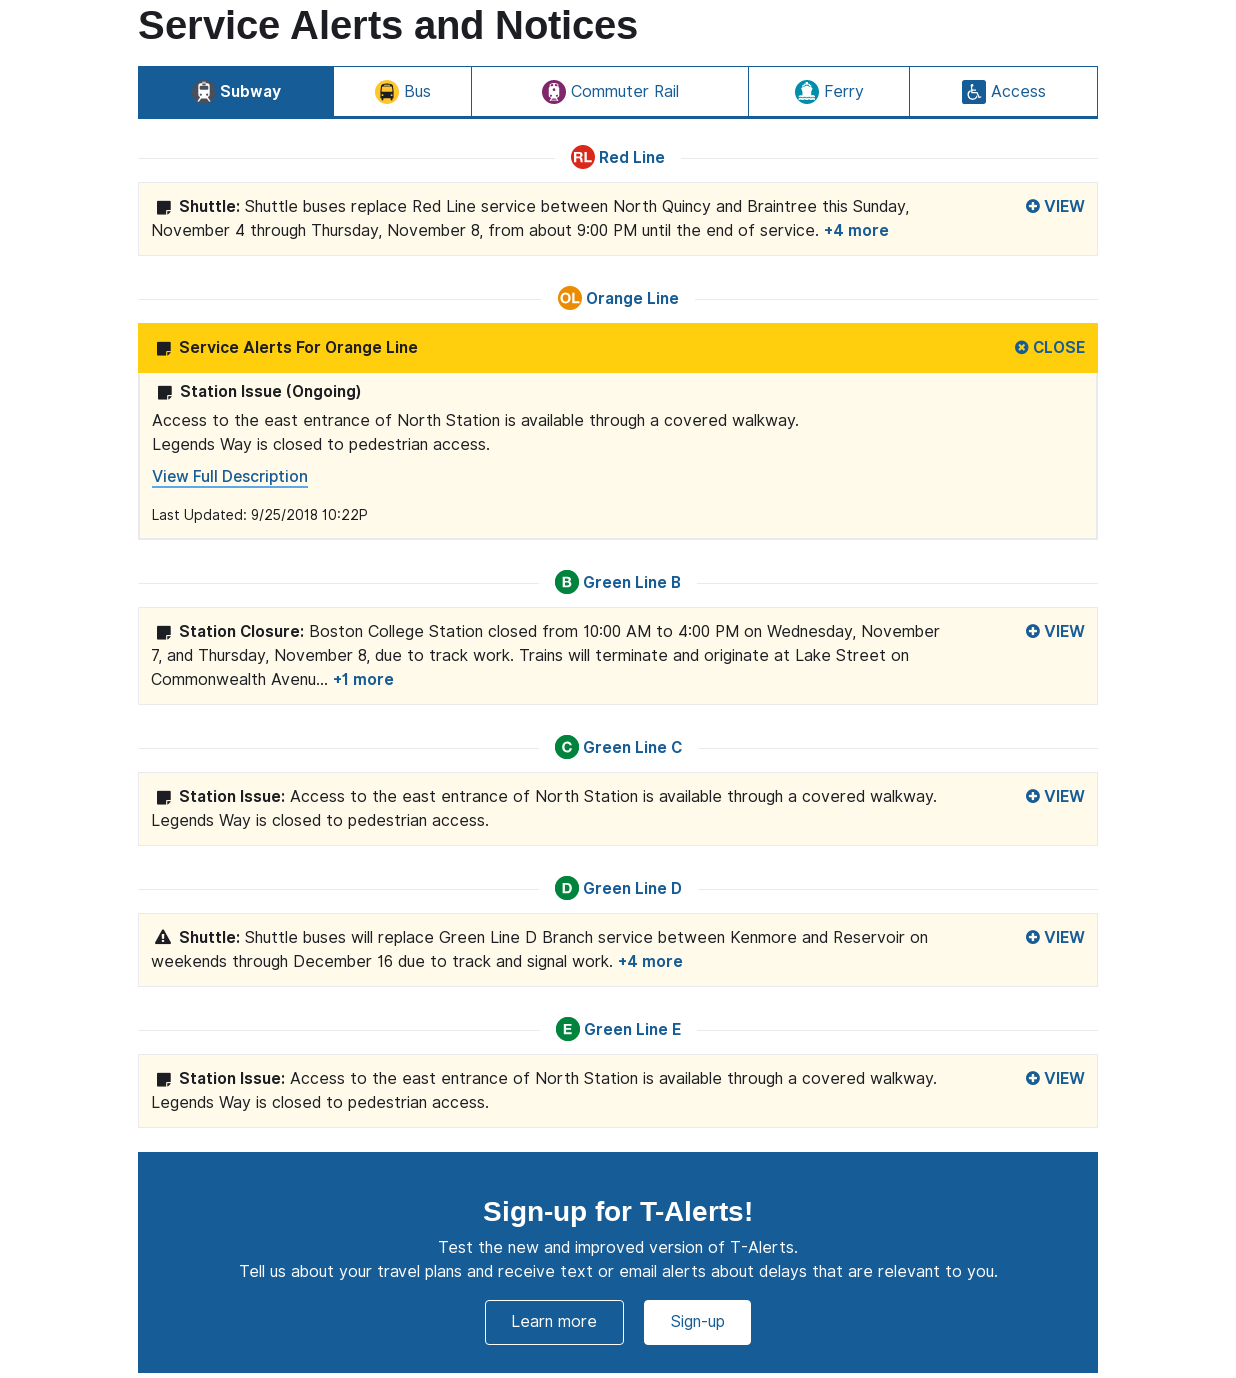 Service Alerts and Notices
Subway
Bus
Commuter Rail
Ferry
Access
RL Red Line
Shuttle: Shuttle buses replace Red Line service between North Quincy and Braintree this Sunday,
November 4 through Thursday, November 8, from about 9:00 PM until the end of service. +4 more
VIEW
OL Orange Line
Service Alerts For Orange Line
CLOSE
Station Issue (Ongoing)
Access to the east entrance of North Station is available through a covered walkway.
Legends Way is closed to pedestrian access.
View Full Description
Last Updated: 9/25/2018 10:22P
B Green Line B
Station Closure: Boston College Station closed from 10:00 AM to 4:00 PM on Wednesday, November
7, and Thursday, November 8, due to track work. Trains will terminate and originate at Lake Street on
Commonwealth Avenu... +1 more
VIEW
C Green Line C
Station Issue: Access to the east entrance of North Station is available through a covered walkway.
Legends Way is closed to pedestrian access.
VIEW
D Green Line D
Shuttle: Shuttle buses will replace Green Line D Branch service between Kenmore and Reservoir on
weekends through December 16 due to track and signal work. +4 more
VIEW
E Green Line E
Station Issue: Access to the east entrance of North Station is available through a covered walkway.
Legends Way is closed to pedestrian access.
VIEW
Sign-up for T-Alerts!
Test the new and improved version of T-Alerts.
Tell us about your travel plans and receive text or email alerts about delays that are relevant to you.
Learn more
Sign-up